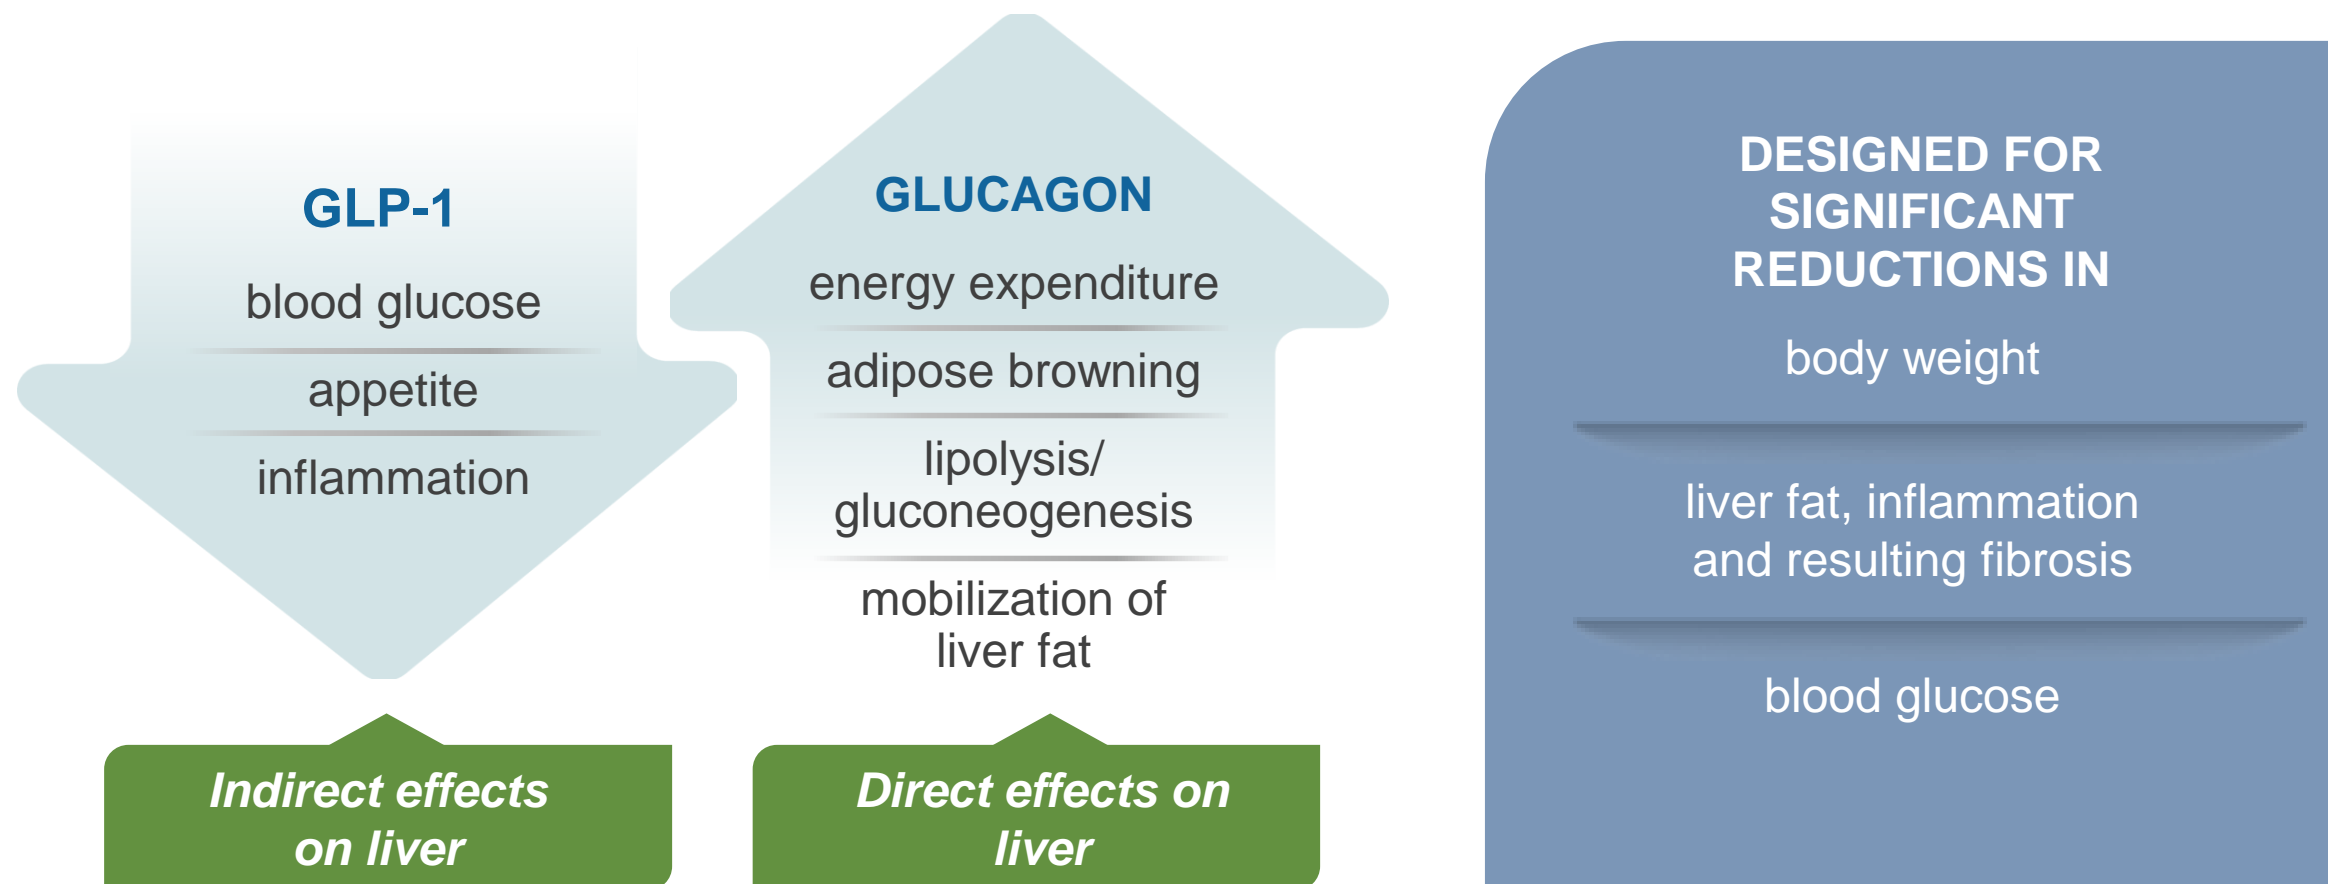 GLP-1
blood glucose
appetite
inflammation
Indirect effects
on liver
GLUCAGON
energy expenditure
adipose browning
lipolysis/
gluconeogenesis
mobilization of
liver fat
Direct effects on
liver
DESIGNED FOR
SIGNIFICANT
REDUCTIONS IN
body weight
liver fat, inflammation
and resulting fibrosis
blood glucose